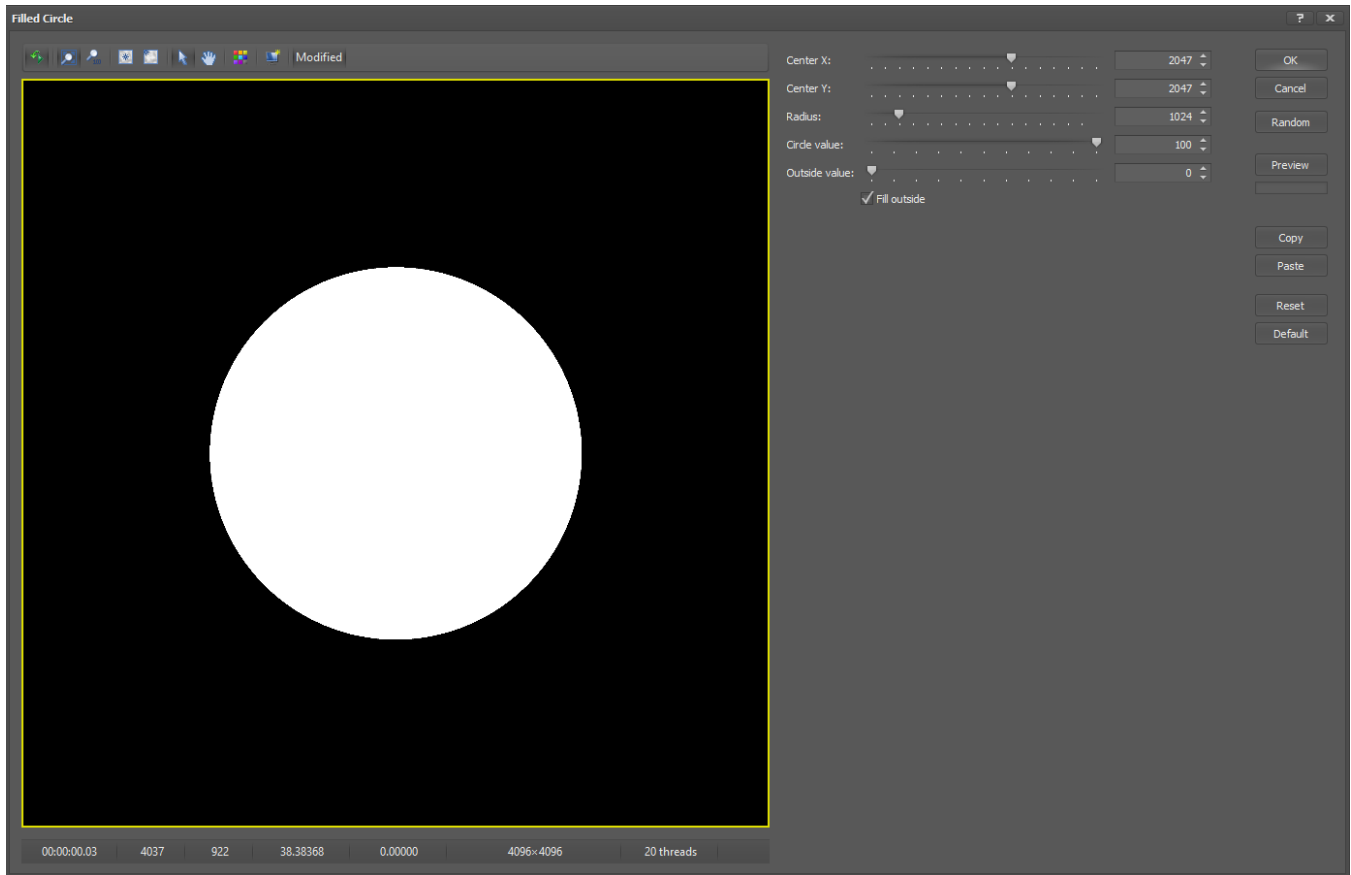 Filled Circle ? x
Modified
Center X: 2047 OK
Center Y: 2047 Cancel
Radius: 1024 Random
Circle value: 100
Outside value: 0 Preview
Fill outside
Copy
Paste
Reset
Default
00:00:00.03 4037 922 38.38368 0.00000 4096×4096 20 threads